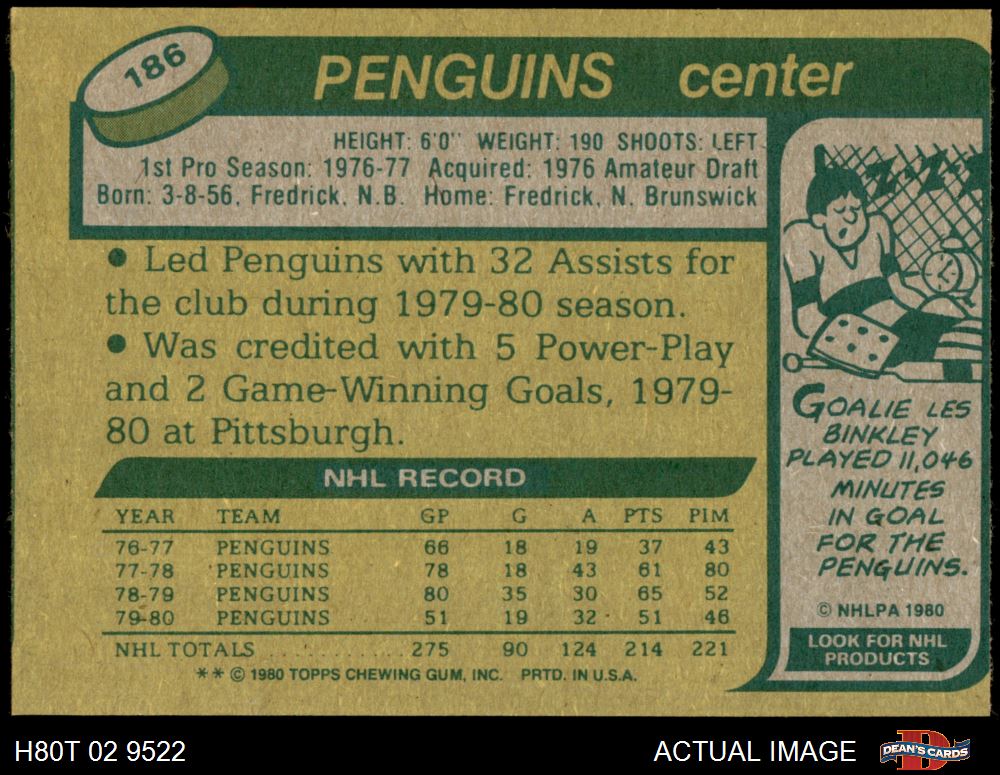 186
PENGUINS center
HEIGHT: 6'0" WEIGHT: 190 SHOOTS: LEFT
1st Pro Season: 1976-77 Acquired: 1976 Amateur Draft
Born: 3-8-56, Fredrick, N.B. Home: Fredrick, N. Brunswick
• Led Penguins with 32 Assists for
the club during 1979-80 season.
• Was credited with 5 Power-Play
and 2 Game-Winning Goals, 1979-
80 at Pittsburgh.
NHL RECORD
YEAR TEAM GP G A PTS PIM
76-77 PENGUINS 66 18 19 37 43
77-78 PENGUINS 78 18 43 61 80
78-79 PENGUINS 80 35 30 65 52
79-80 PENGUINS 51 19 32 51 46
NHL TOTALS .............. 275 90 124 214 221
** © 1980 TOPPS CHEWING GUM, INC. PRTD. IN U.S.A.
Z Z Z
GOALIE LES
BINKLEY
PLAYED 11,046
MINUTES
IN GOAL
FOR THE
PENGUINS.
© NHLPA 1980
LOOK FOR NHL
PRODUCTS
H80T 02 9522
ACTUAL IMAGE
D
DEAN'S CARDS